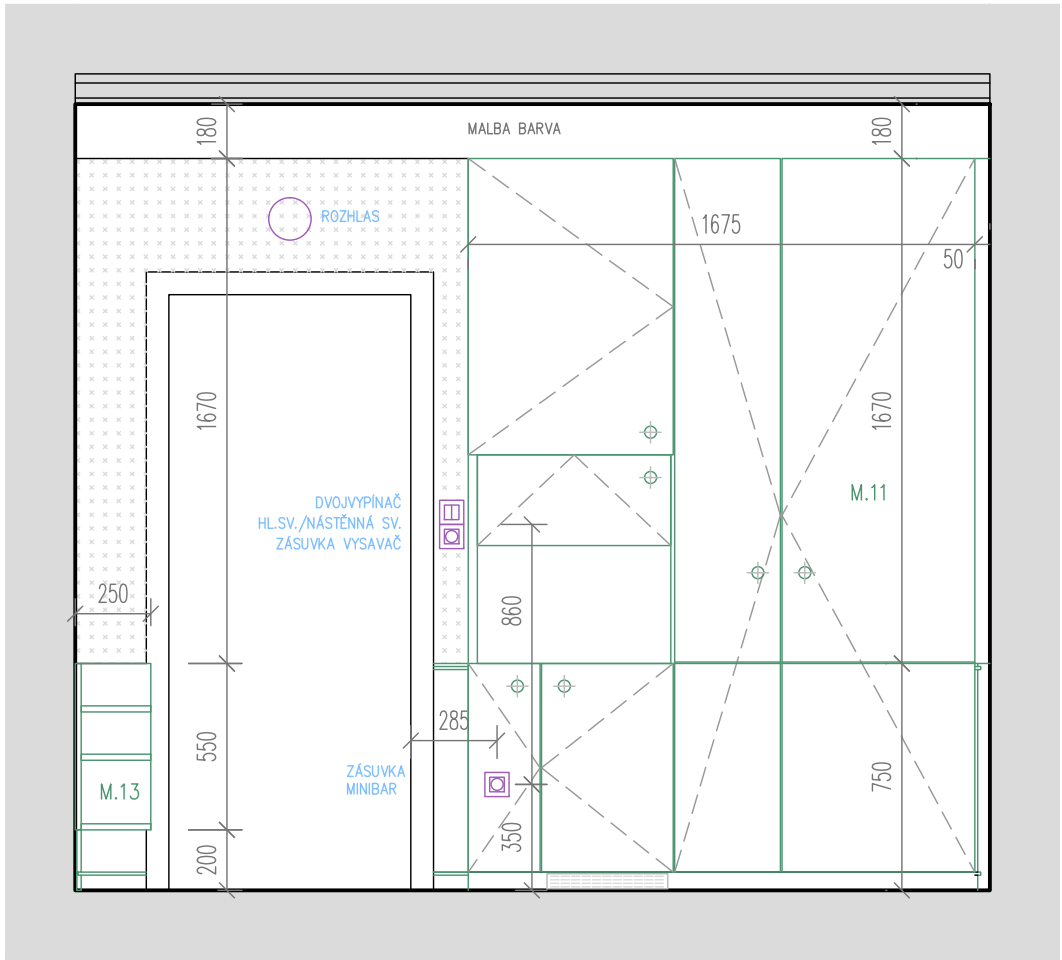 180
MALBA BARVA
180
ROZHLAS
1675
50
1670
1670
M.11
DVOJVYPÍNAČ
HL.SV./NÁSTĚNNÁ SV.
ZÁSUVKA VYSAVAČ
250
860
285
550
ZÁSUVKA
MINIBAR
750
M.13
350
200